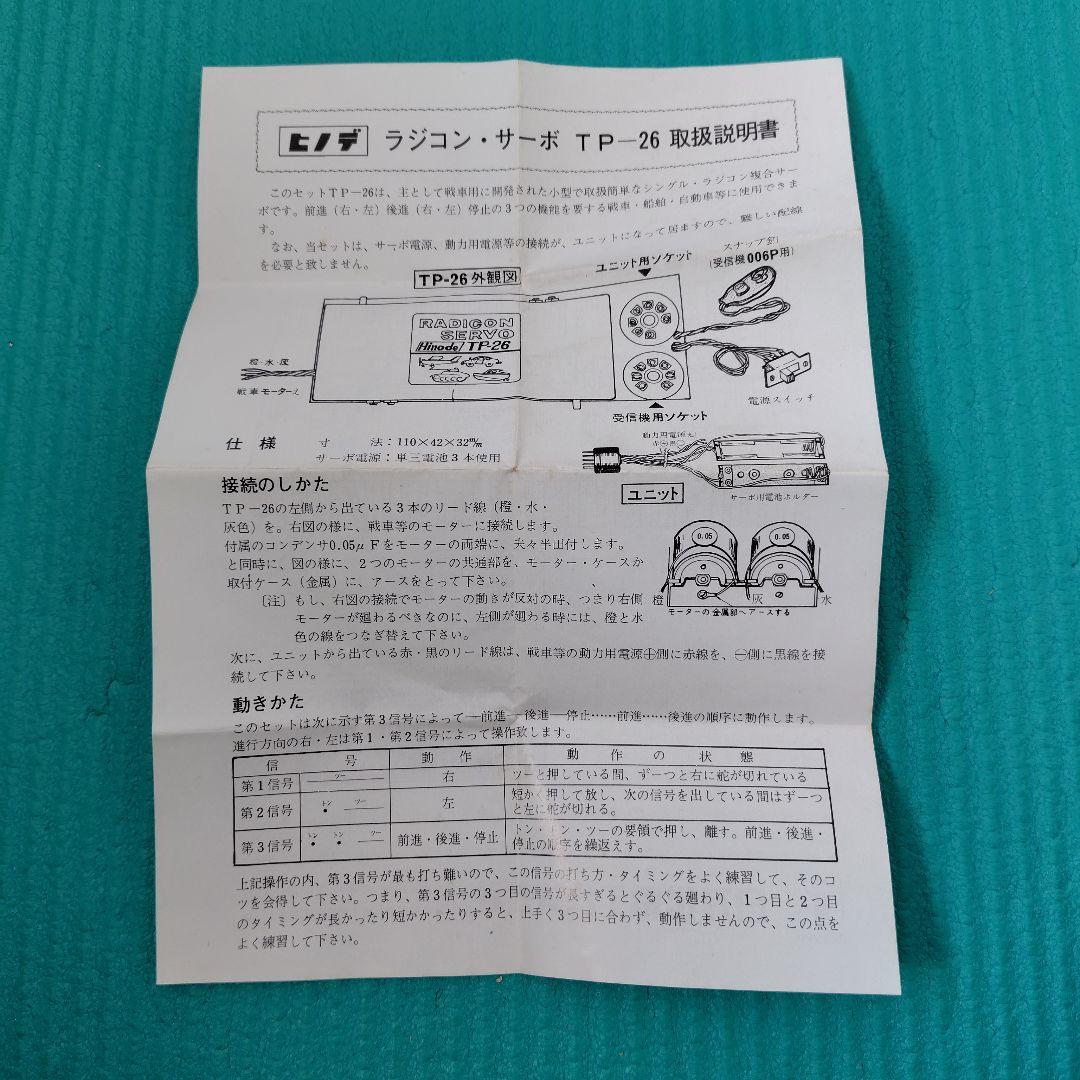 ヒノデ ラジコン・サーボ TP-26 取扱説明書
このセットTP-26は、主として戦車用に開発された小型で取扱簡単なシングル・ラジコン複合サー
ボです。前進(右・左)後進(右・左)停止の3つの機能を要する戦車・船舶・自動車等に使用できま
す。
なお、当セットは、サーボ電源、動力用電源等の接続が、ユニットになって居ますので、難しい配線
を必要と致しません。
TP-26 外観図
ユニット用ソケット
スナップ釦
(受信機006P用)
RADICON
SERVO
Hinode TP-26
橙・水・灰
戦車モーターえ
受信機用ソケット
電源スイッチ
仕様 寸 法:110×42×32m/m
サーボ電源:単三電池3本使用
動力用電源え
赤⊕黒⊖
ユニット
サーボ用電池ホルダー
接続のしかた
TP-26の左側から出ている3本のリード線(橙・水・
灰色)を。右図の様に、戦車等のモーターに接続します。
付属のコンデンサ0.05μFをモーターの両端に、夫々半田付します。
と同時に、図の様に、2つのモーターの共通部を、モーター・ケースか
取付ケース(金属)に、アースをとって下さい。
〔注〕もし、右図の接続でモーターの動きが反対の時、つまり右側
モーターが廻わるべきなのに、左側が廻わる時には、橙と水
色の線をつなぎ替えて下さい。
0.05 0.05
橙 灰 水
モーターの金属部へアースする
次に、ユニットから出ている赤・黒のリード線は、戦車等の動力用電源⊕側に赤線を、⊖側に黒線を接
続して下さい。
動きかた
このセットは次に示す第3信号によって―前進―後進―停止……前進……後進の順序に動作します。
進行方向の右・左は第1・第2信号によって操作致します。
信 号 動 作 動 作 の 状 態
第1信号 ツー 右 ツーと押している間、ずーつと右に舵が切れている
第2信号 トン ツー 左 短かく押して放し、次の信号を出している間はずーつ
と左に舵が切れる。
第3信号 トン トン ツー 前進・後進・停止 トン・トン・ツーの要領で押し、離す。前進・後進・
停止の順序を繰返えす。
上記操作の内、第3信号が最も打ち難いので、この信号の打ち方・タイミングをよく練習して、そのコ
ツを会得して下さい。つまり、第3信号の3つ目の信号が長すぎるとぐるぐる廻わり、1つ目と2つ目
のタイミングが長かったり短かかったりすると、上手く3つ目に合わず、動作しませんので、この点を
よく練習して下さい。